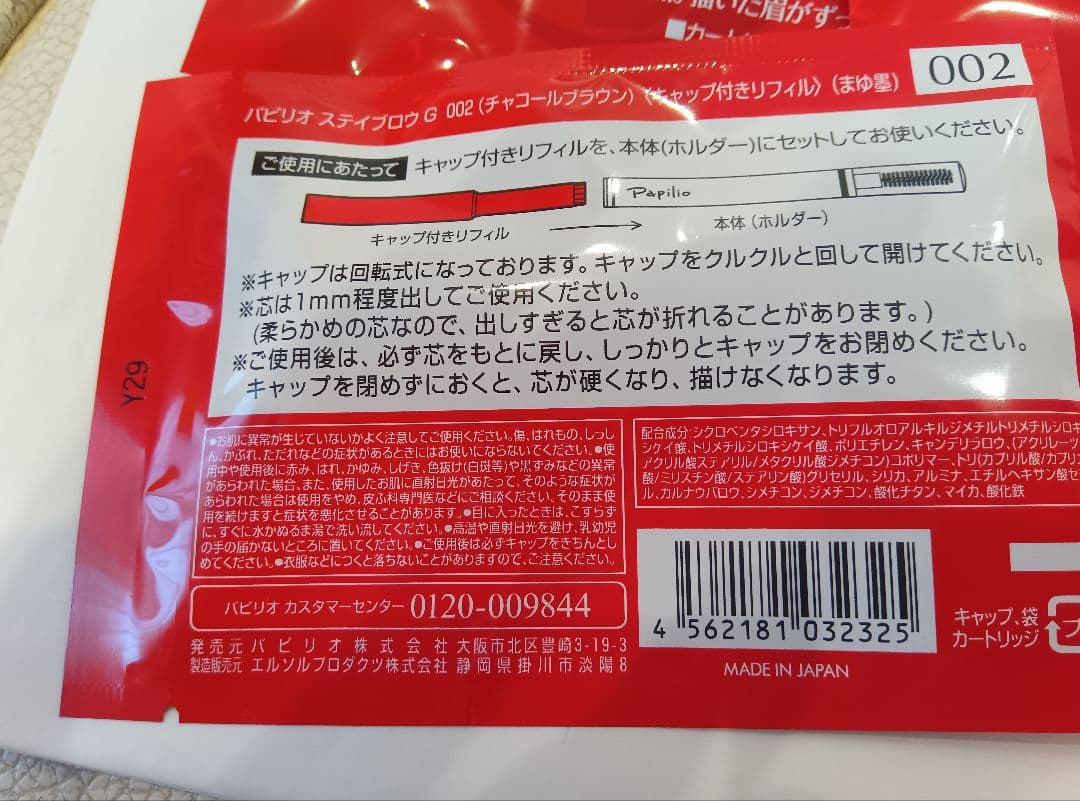 描いた眉がずっ
002
パピリオ ステイブロウG 002(チャコールブラウン)〈キャップ付きリフィル〉(まゆ墨)
ご使用にあたって キャップ付きリフィルを、本体(ホルダー)にセットしてお使いください。
Papilio
キャップ付きリフィル
本体(ホルダー)
※キャップは回転式になっております。キャップをクルクルと回して開けてください。
※芯は1mm程度出してご使用ください。
(柔らかめの芯なので、出しすぎると芯が折れることがあります。)
※ご使用後は、必ず芯をもとに戻し、しっかりとキャップをお閉めください。
キャップを閉めずにおくと、芯が硬くなり、描けなくなります。
Y29
●お肌に異常が生じていないかよく注意してご使用ください。傷、はれもの、しっし
ん、かぶれ、ただれなどの症状があるときにはお使いにならないでください。●使
用中や使用後に赤み、はれ、かゆみ、しげき、色抜け(白斑等)や黒ずみなどの異常
があらわれた場合、また、使用したお肌に直射日光があたって、そのような症状が
あらわれた場合は使用をやめ、皮ふ科専門医などにご相談ください。そのまま使
用を続けますと症状を悪化させることがあります。●目に入ったときは、こすらず
に、すぐに水かぬるま湯で洗い流してください。●高温や直射日光を避け、乳幼児
の手の届かないところに置いてください。●ご使用後は必ずキャップをきちんとし
めてください。●衣服などにつくと落ちないことがありますので、ご注意ください。
配合成分:シクロペンタシロキサン、トリフルオロアルキルジメチルトリメチルシロキ
シケイ酸、トリメチルシロキシケイ酸、ポリエチレン、キャンデリラロウ、(アクリレーツ/
アクリル酸ステアリル/メタクリル酸ジメチコン)コポリマー、トリ(カプリル酸/カプリン
酸/ミリスチン酸/ステアリン酸)グリセリル、シリカ、アルミナ、エチルヘキサン酸セ
ル、カルナウバロウ、シメチコン、ジメチコン、酸化チタン、マイカ、酸化鉄
パピリオ カスタマーセンター 0120-009844
発売元 パピリオ株式会社 大阪市北区豊崎3-19-3
製造販売元 エルソルプロダクツ株式会社 静岡県掛川市淡陽8
4 562181 032325
MADE IN JAPAN
キャップ、袋
カートリッジ
プ